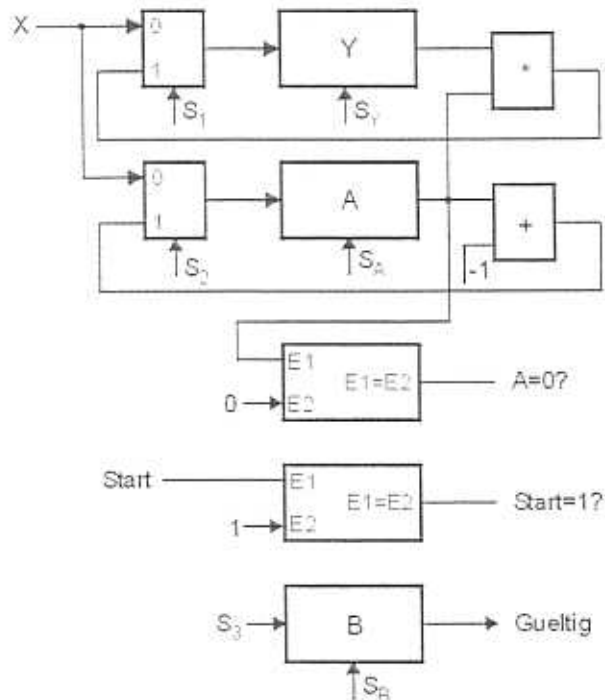 X
0
1
Y
*
S1
SY
0
1
A
+
S2
SA
-1
E1
E1=E2
A=0?
0
E2
Start
E1
E1=E2
Start=1?
1
E2
S3
B
Gueltig
SB